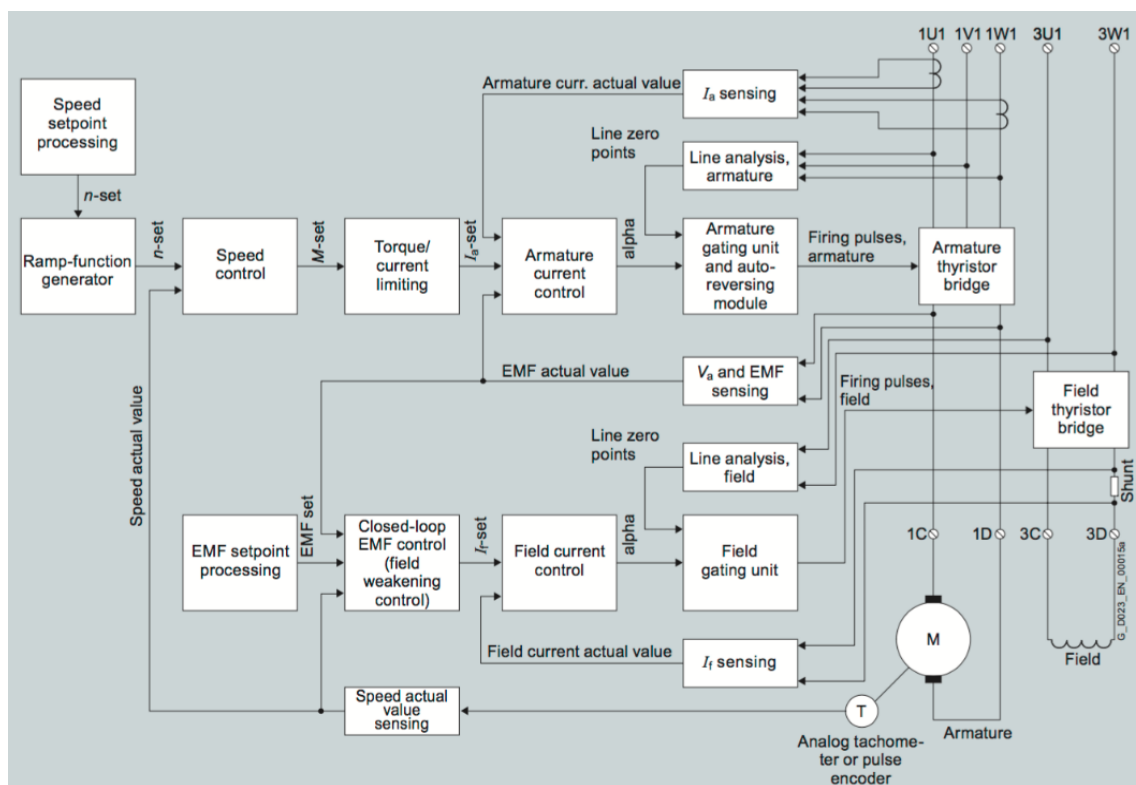 1U1
1V1
1W1
3U1
3W1
Speed
setpoint
processing
Armature curr. actual value
Ia sensing
Line zero
points
Line analysis,
armature
n-set
Ramp-function
generator
n-set
Speed
control
M-set
Torque/
current
limiting
Ia-set
Armature
current
control
alpha
Armature
gating unit
and auto-
reversing
module
Firing pulses,
armature
Armature
thyristor
bridge
EMF actual value
Va and EMF
sensing
Firing pulses,
field
Field
thyristor
bridge
Speed actual value
Line zero
points
Line analysis,
field
Shunt
EMF setpoint
processing
EMF set
Closed-loop
EMF control
(field
weakening
control)
If-set
Field current
control
alpha
Field
gating unit
1C
1D
3C
3D
G_D023_EN_00015a
Field current actual value
If sensing
M
Field
Speed actual
value
sensing
T
Armature
Analog tachome-
ter or pulse
encoder